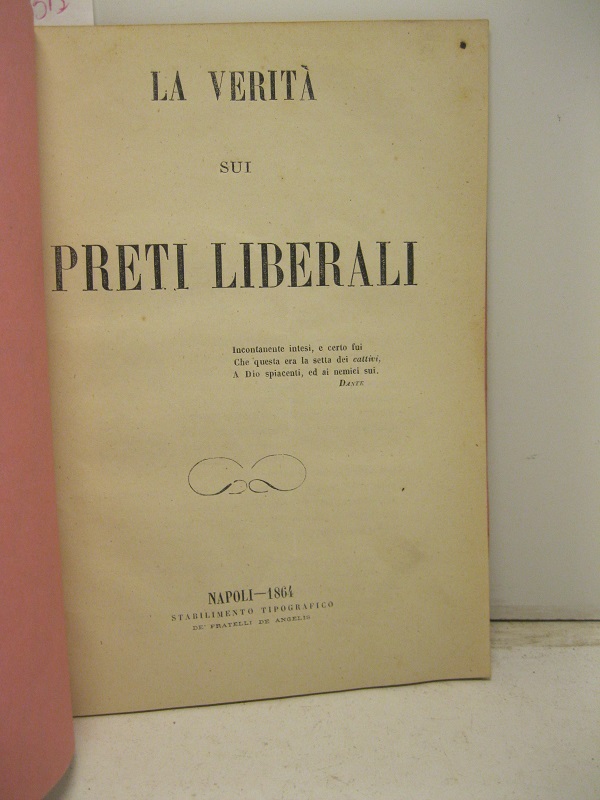 LA VERITÀ
SUI
PRETI LIBERALI
Incontanente intesi, e certo fui
Che questa era la setta dei cattivi,
A Dio spiacenti, ed ai nemici sui.
DANTE
NAPOLI—1864
STABILIMENTO TIPOGRAFICO
DE' FRATELLI DE ANGELIS